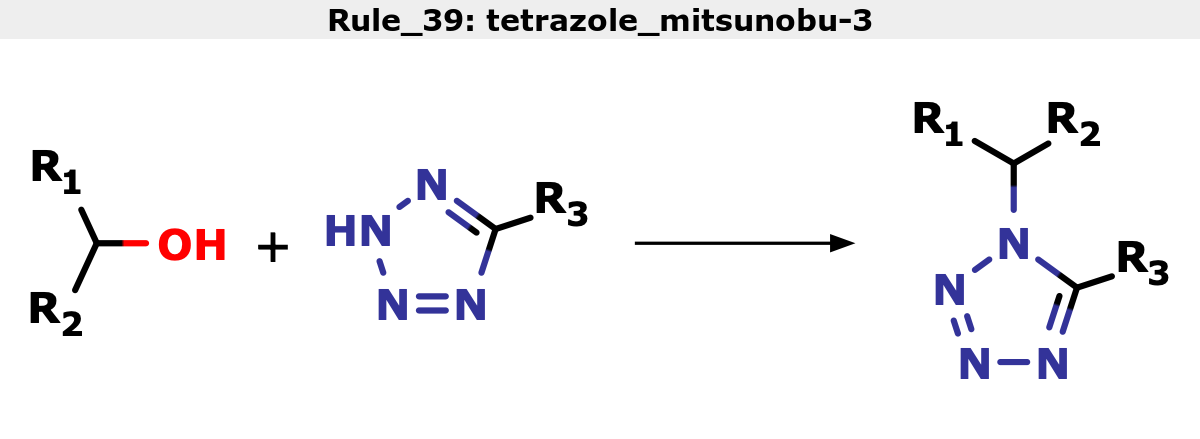 Rule_39: tetrazole_mitsunobu-3
R1
R2
OH
+
N
HN
N
N
R3
R1
R2
N
N
N
N
R3